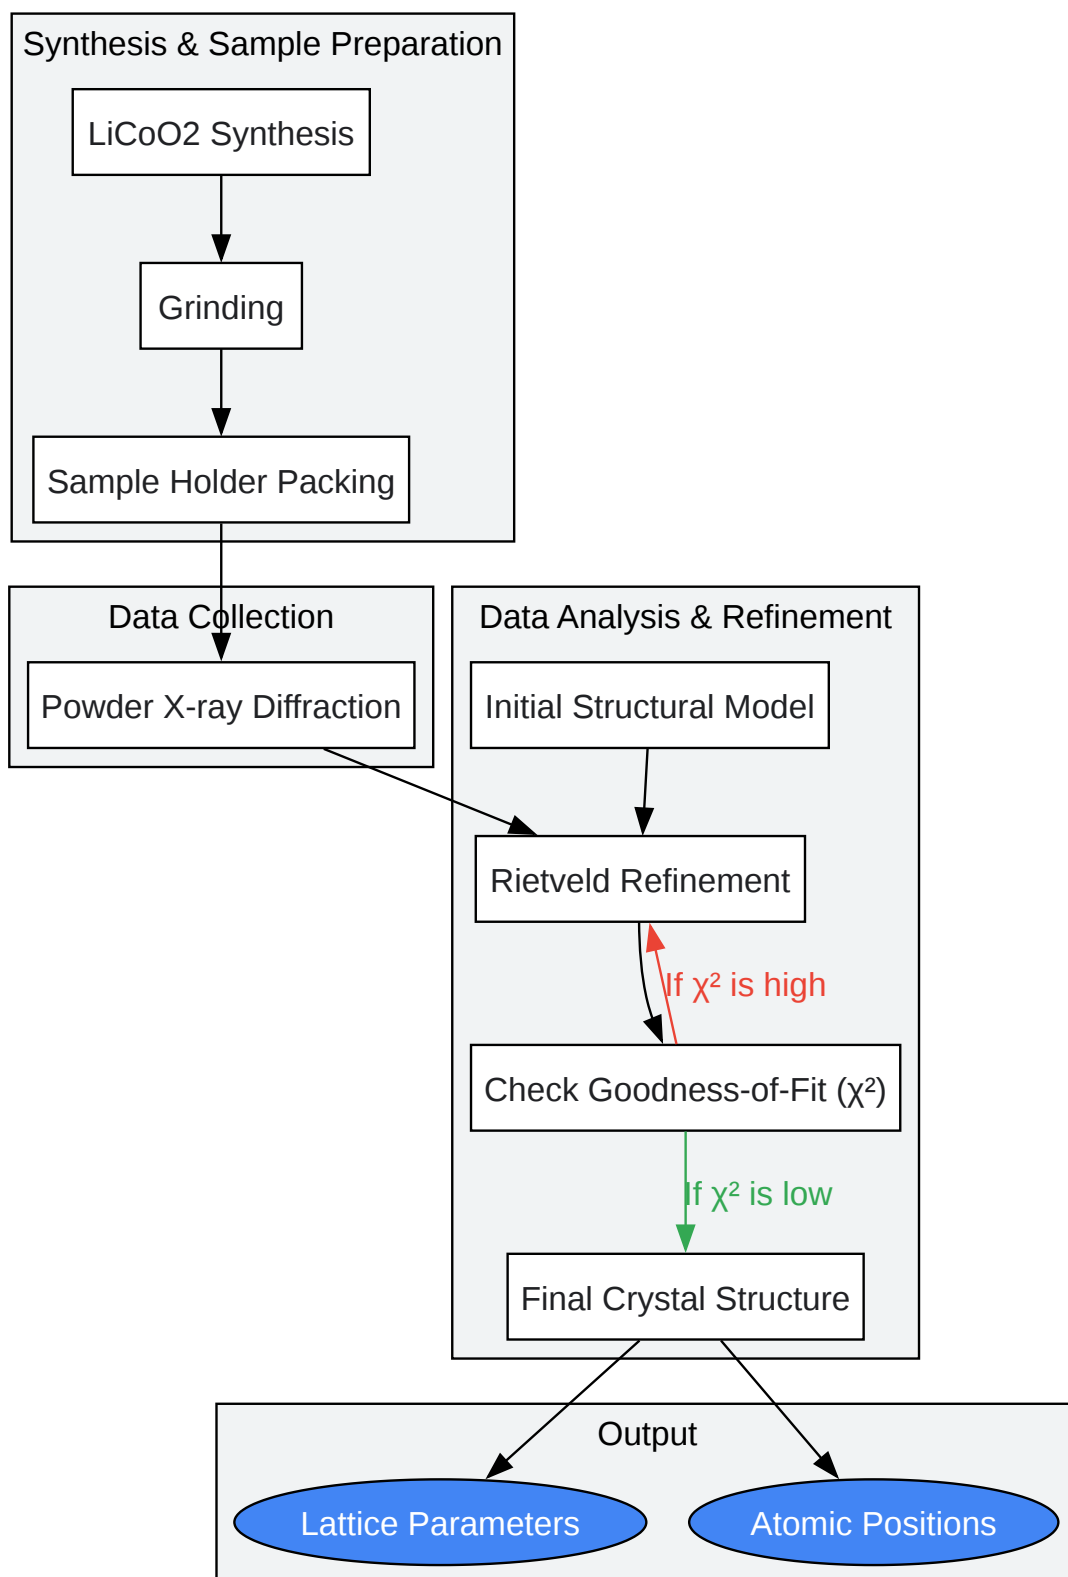 Synthesis & Sample Preparation
LiCoO2 Synthesis
Grinding
Sample Holder Packing
Data Collection
Powder X-ray Diffraction
Data Analysis & Refinement
Initial Structural Model
Rietveld Refinement
If χ² is high
Check Goodness-of-Fit (χ²)
If χ² is low
Final Crystal Structure
Output
Lattice Parameters
Atomic Positions